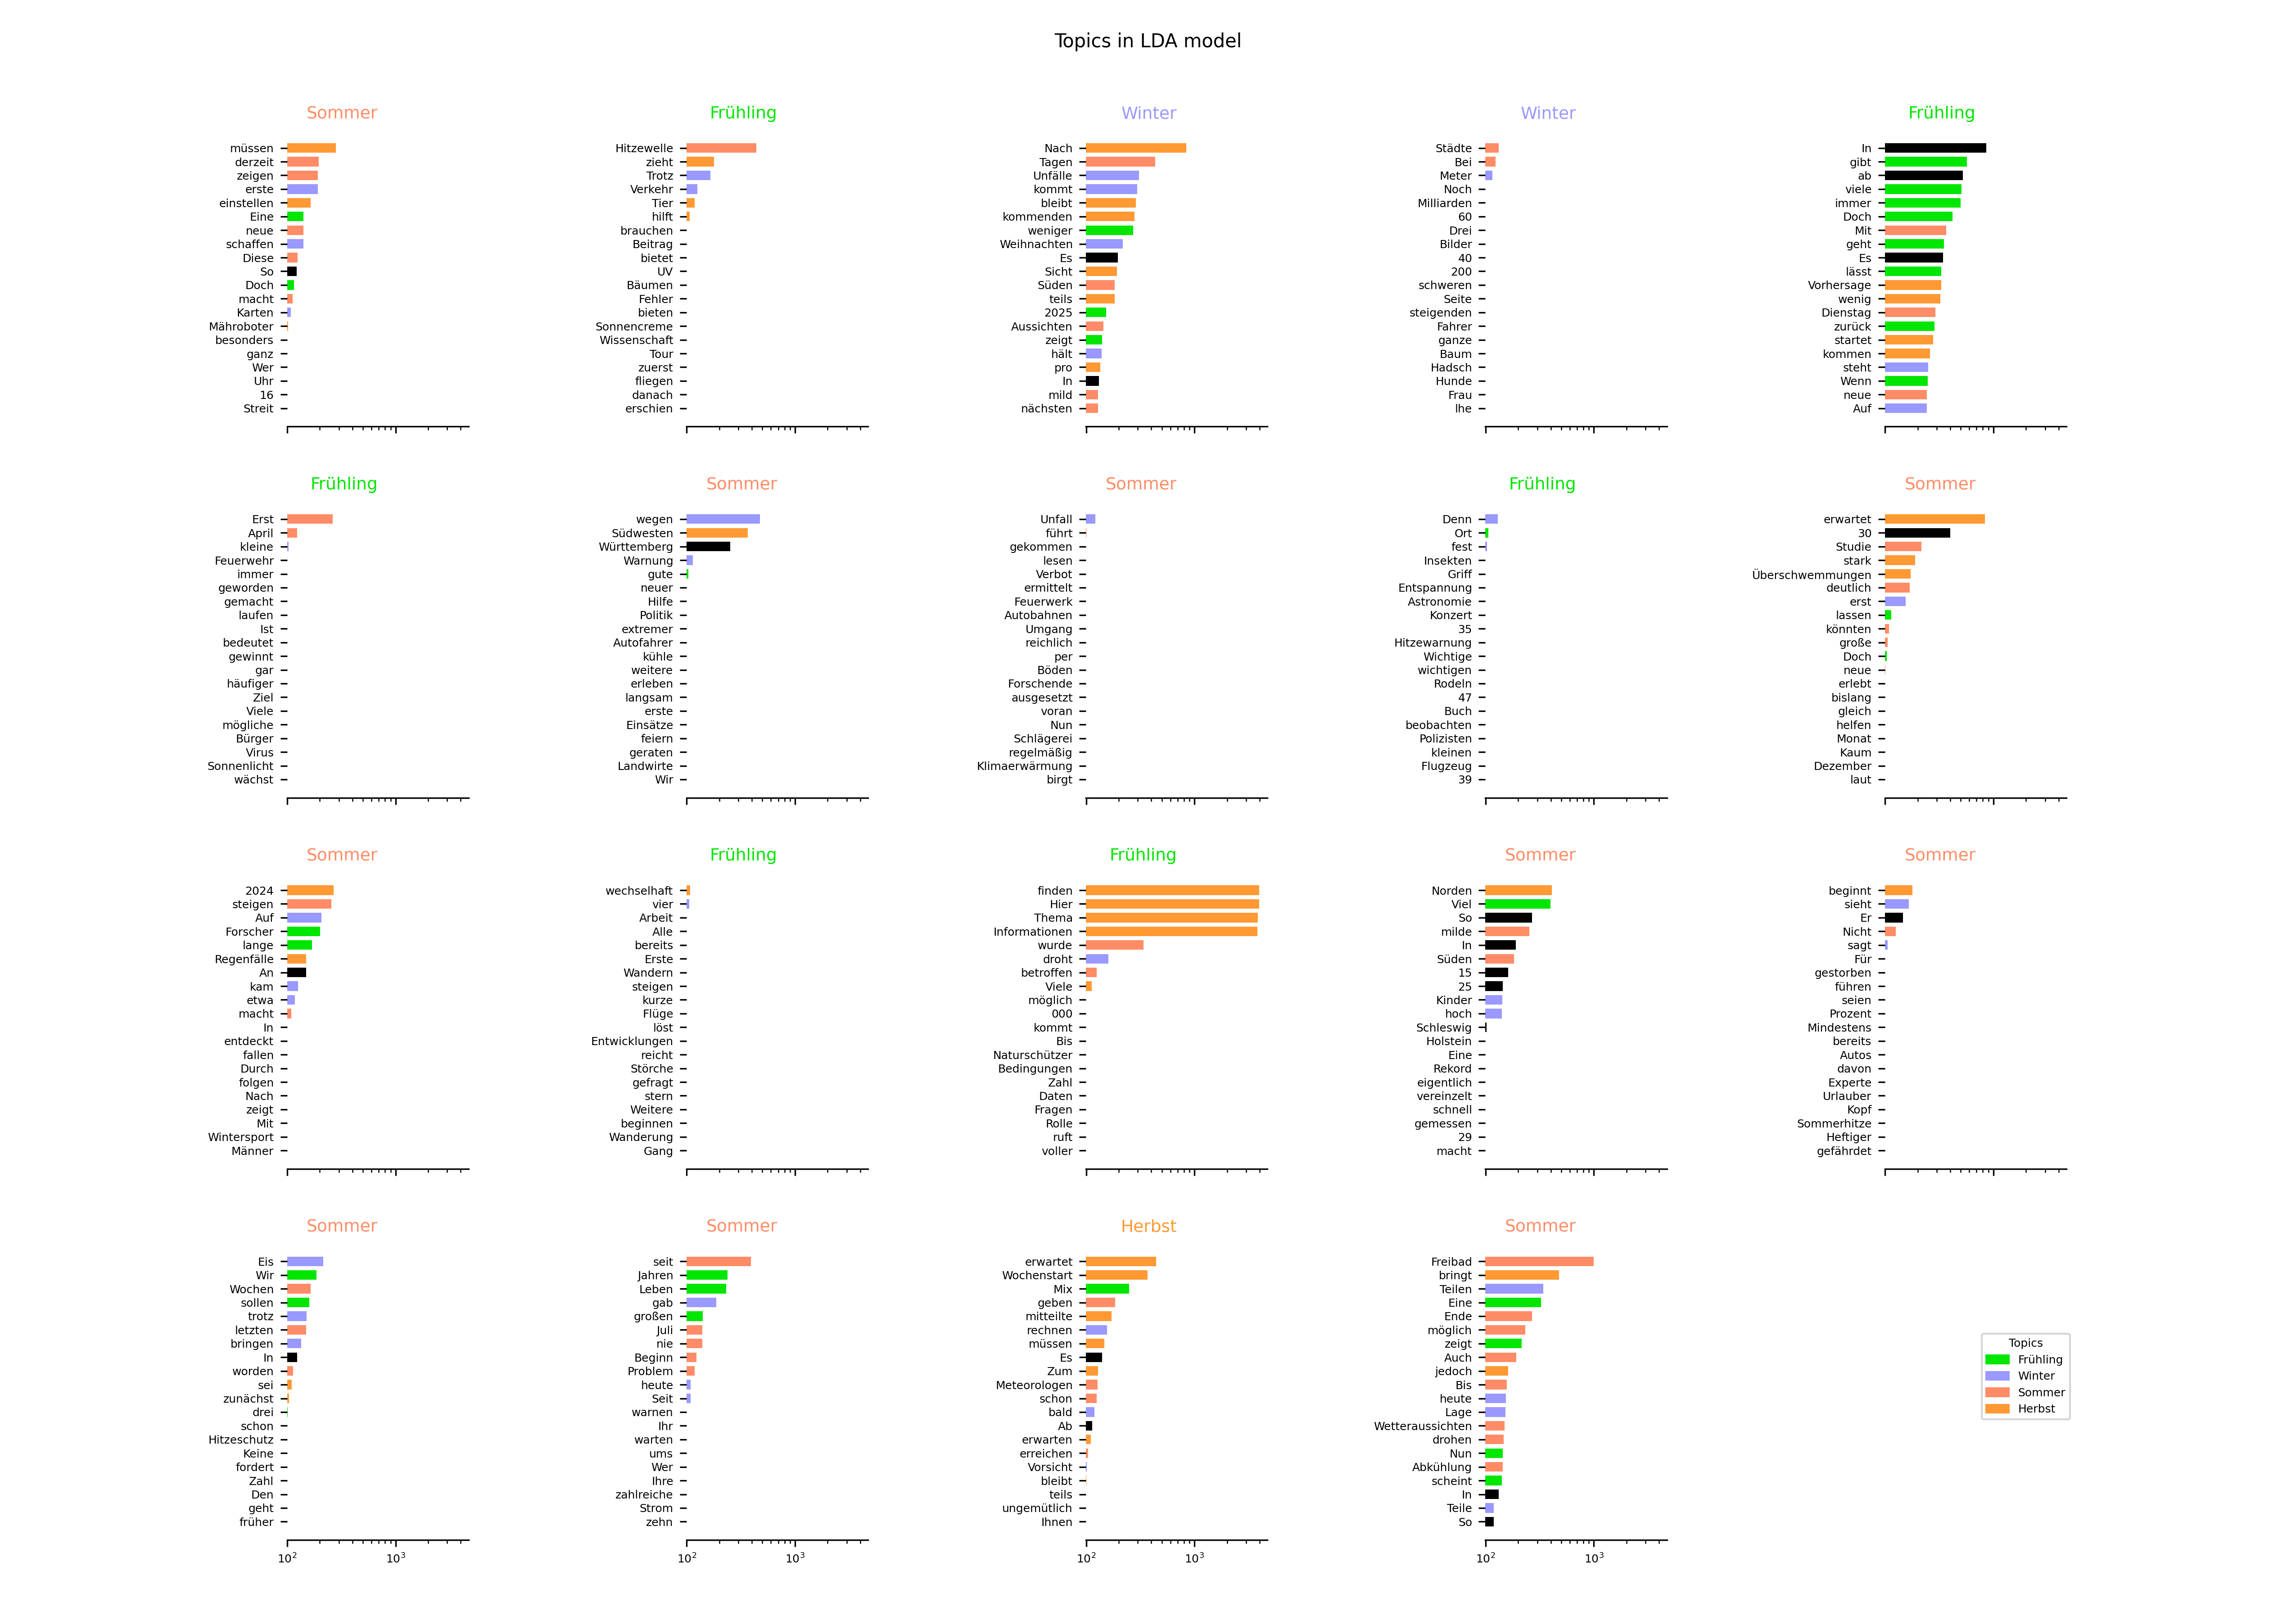 Topics in LDA model
Sommer
müssen
derzeit
zeigen
erste
einstellen
Eine
neue
schaffen
Diese
So
Doch
macht
Karten
Mähroboter
besonders
ganz
Wer
Uhr
16
Streit
Frühling
Hitzewelle
zieht
Trotz
Verkehr
Tier
hilft
brauchen
Beitrag
bietet
UV
Bäumen
Fehler
bieten
Sonnencreme
Wissenschaft
Tour
zuerst
fliegen
danach
erschien
Winter
Nach
Tagen
Unfälle
kommt
bleibt
kommenden
weniger
Weihnachten
Es
Sicht
Süden
teils
2025
Aussichten
zeigt
hält
pro
In
mild
nächsten
Winter
Städte
Bei
Meter
Noch
Milliarden
60
Drei
Bilder
40
200
schweren
Seite
steigenden
Fahrer
ganze
Baum
Hadsch
Hunde
Frau
Ihe
Frühling
In
gibt
ab
viele
immer
Doch
Mit
geht
Es
lässt
Vorhersage
wenig
Dienstag
zurück
startet
kommen
steht
Wenn
neue
Auf
Frühling
Erst
April
kleine
Feuerwehr
immer
geworden
gemacht
laufen
Ist
bedeutet
gewinnt
gar
häufiger
Ziel
Viele
mögliche
Bürger
Virus
Sonnenlicht
wächst
Sommer
wegen
Südwesten
Württemberg
Warnung
gute
neuer
Hilfe
Politik
extremer
Autofahrer
kühle
weitere
erleben
langsam
erste
Einsätze
feiern
geraten
Landwirte
Wir
Sommer
Unfall
führt
gekommen
lesen
Verbot
ermittelt
Feuerwerk
Autobahnen
Umgang
reichlich
per
Böden
Forschende
ausgesetzt
voran
Nun
Schlägerei
regelmäßig
Klimaerwärmung
birgt
Frühling
Denn
Ort
fest
Insekten
Griff
Entspannung
Astronomie
Konzert
35
Hitzewarnung
Wichtige
wichtigen
Rodeln
47
Buch
beobachten
Polizisten
kleinen
Flugzeug
39
Sommer
erwartet
30
Studie
stark
Überschwemmungen
deutlich
erst
lassen
könnten
große
Doch
neue
erlebt
bislang
gleich
helfen
Monat
Kaum
Dezember
laut
Sommer
2024
steigen
Auf
Forscher
lange
Regenfälle
An
kam
etwa
macht
In
entdeckt
fallen
Durch
folgen
Nach
zeigt
Mit
Wintersport
Männer
Frühling
wechselhaft
vier
Arbeit
Alle
bereits
Erste
Wandern
steigen
kurze
Flüge
löst
Entwicklungen
reicht
Störche
gefragt
stern
Weitere
beginnen
Wanderung
Gang
Frühling
finden
Hier
Thema
Informationen
wurde
droht
betroffen
Viele
möglich
000
kommt
Bis
Naturschützer
Bedingungen
Zahl
Daten
Fragen
Rolle
ruft
voller
Sommer
Norden
Viel
So
milde
In
Süden
15
25
Kinder
hoch
Schleswig
Holstein
Eine
Rekord
eigentlich
vereinzelt
schnell
gemessen
29
macht
Sommer
beginnt
sieht
Er
Nicht
sagt
Für
gestorben
führen
seien
Prozent
Mindestens
bereits
Autos
davon
Experte
Urlauber
Kopf
Sommerhitze
Heftiger
gefährdet
Sommer
Eis
Wir
Wochen
sollen
trotz
letzten
bringen
In
worden
sei
zunächst
drei
schon
Hitzeschutz
Keine
fordert
Zahl
Den
geht
früher
10² 10³
Sommer
seit
Jahren
Leben
gab
großen
Juli
nie
Beginn
Problem
heute
Seit
warnen
Ihr
warten
ums
Wer
Ihre
zahlreiche
Strom
zehn
10² 10³
Herbst
erwartet
Wochenstart
Mix
geben
mitteilte
rechnen
müssen
Es
Zum
Meteorologen
schon
bald
Ab
erwarten
erreichen
Vorsicht
bleibt
teils
ungemütlich
Ihnen
10² 10³
Sommer
Freibad
bringt
Teilen
Eine
Ende
möglich
zeigt
Auch
jedoch
Bis
heute
Lage
Wetteraussichten
drohen
Nun
Abkühlung
scheint
In
Teile
So
10² 10³
Topics
Frühling
Winter
Sommer
Herbst